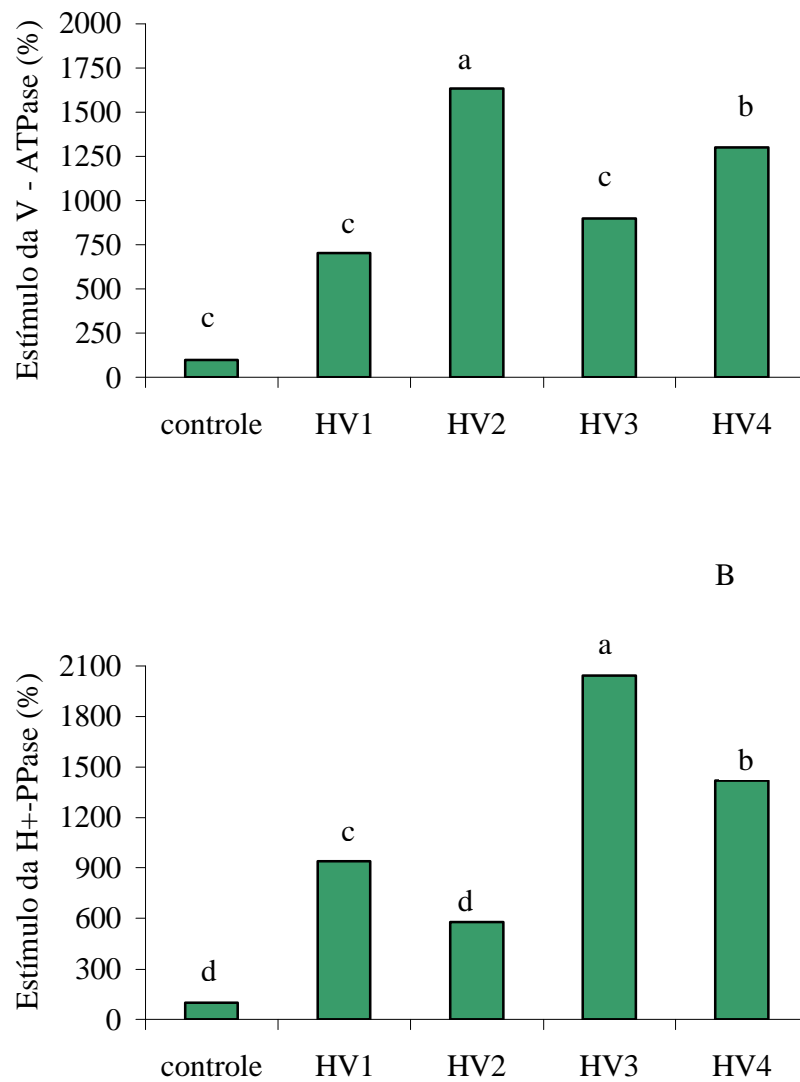 Estímulo da V - ATPase (%)
2000
1750
1500
1250
1000
750
500
250
0
c
c
a
c
b
controle HV1 HV2 HV3 HV4
B
Estímulo da H+-PPase (%)
2100
1800
1500
1200
900
600
300
0
d
c
d
a
b
controle HV1 HV2 HV3 HV4